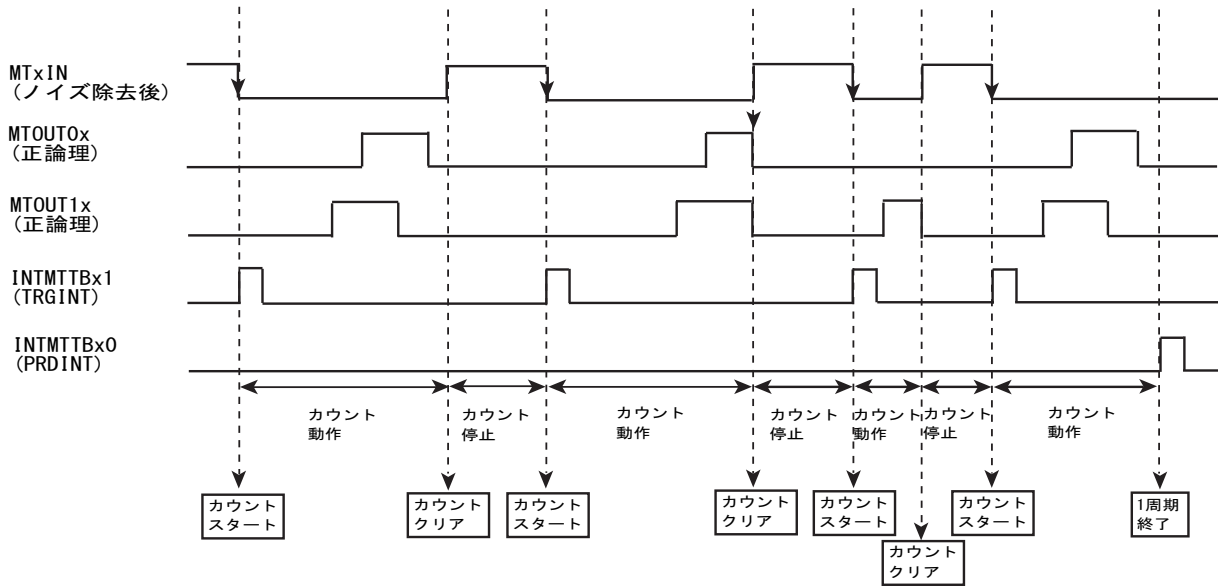 MTxIN
(ノイズ除去後)
MTOUT0x
(正論理)
MTOUT1x
(正論理)
INTMTTBx1
(TRGINT)
INTMTTBx0
(PRDINT)
カウント
動作
カウント
停止
カウント
動作
カウント
停止
カウント
動作
カウント
停止
カウント
動作
カウント
スタート
カウント
クリア
カウント
スタート
カウント
クリア
カウント
スタート
カウント
クリア
カウント
スタート
1周期
終了